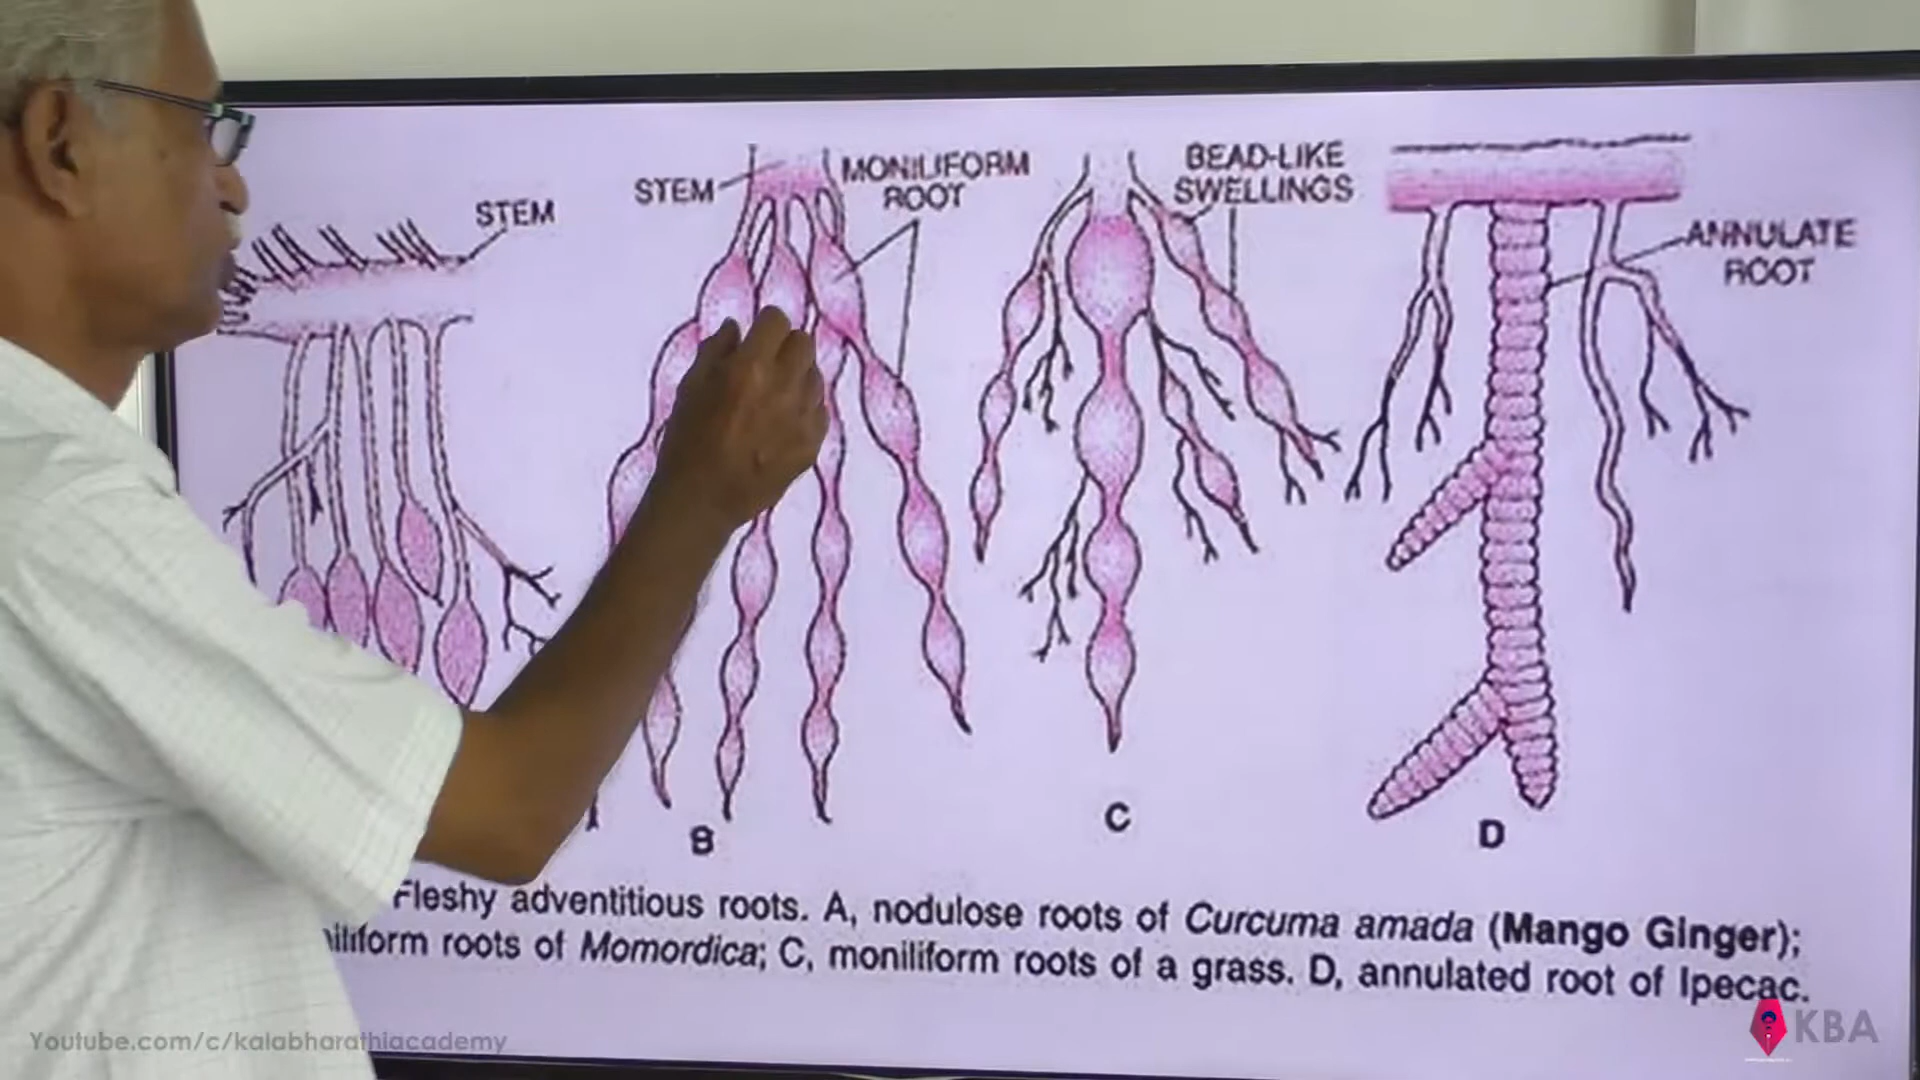 STEM
STEM
MONILIFORM
ROOT
BEAD-LIKE
SWELLINGS
ANNULATE
ROOT
B
C
D
Fleshy adventitious roots. A, nodulose roots of Curcuma amada (Mango Ginger);
roots of Momordica; C, moniliform roots of a grass. D, annulated root of Ipecac.
KBA
Youtube.com/c/kalabharathiacademy